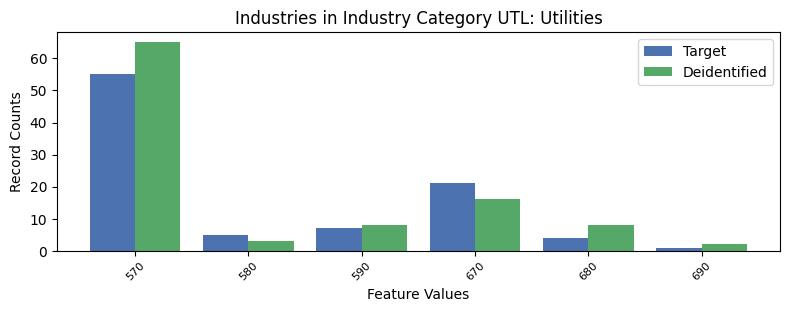 Industries in Industry Category UTL: Utilities
Target
Deidentified
Record Counts
60
50
40
30
20
10
0
570 580 590 670 680 690
Feature Values